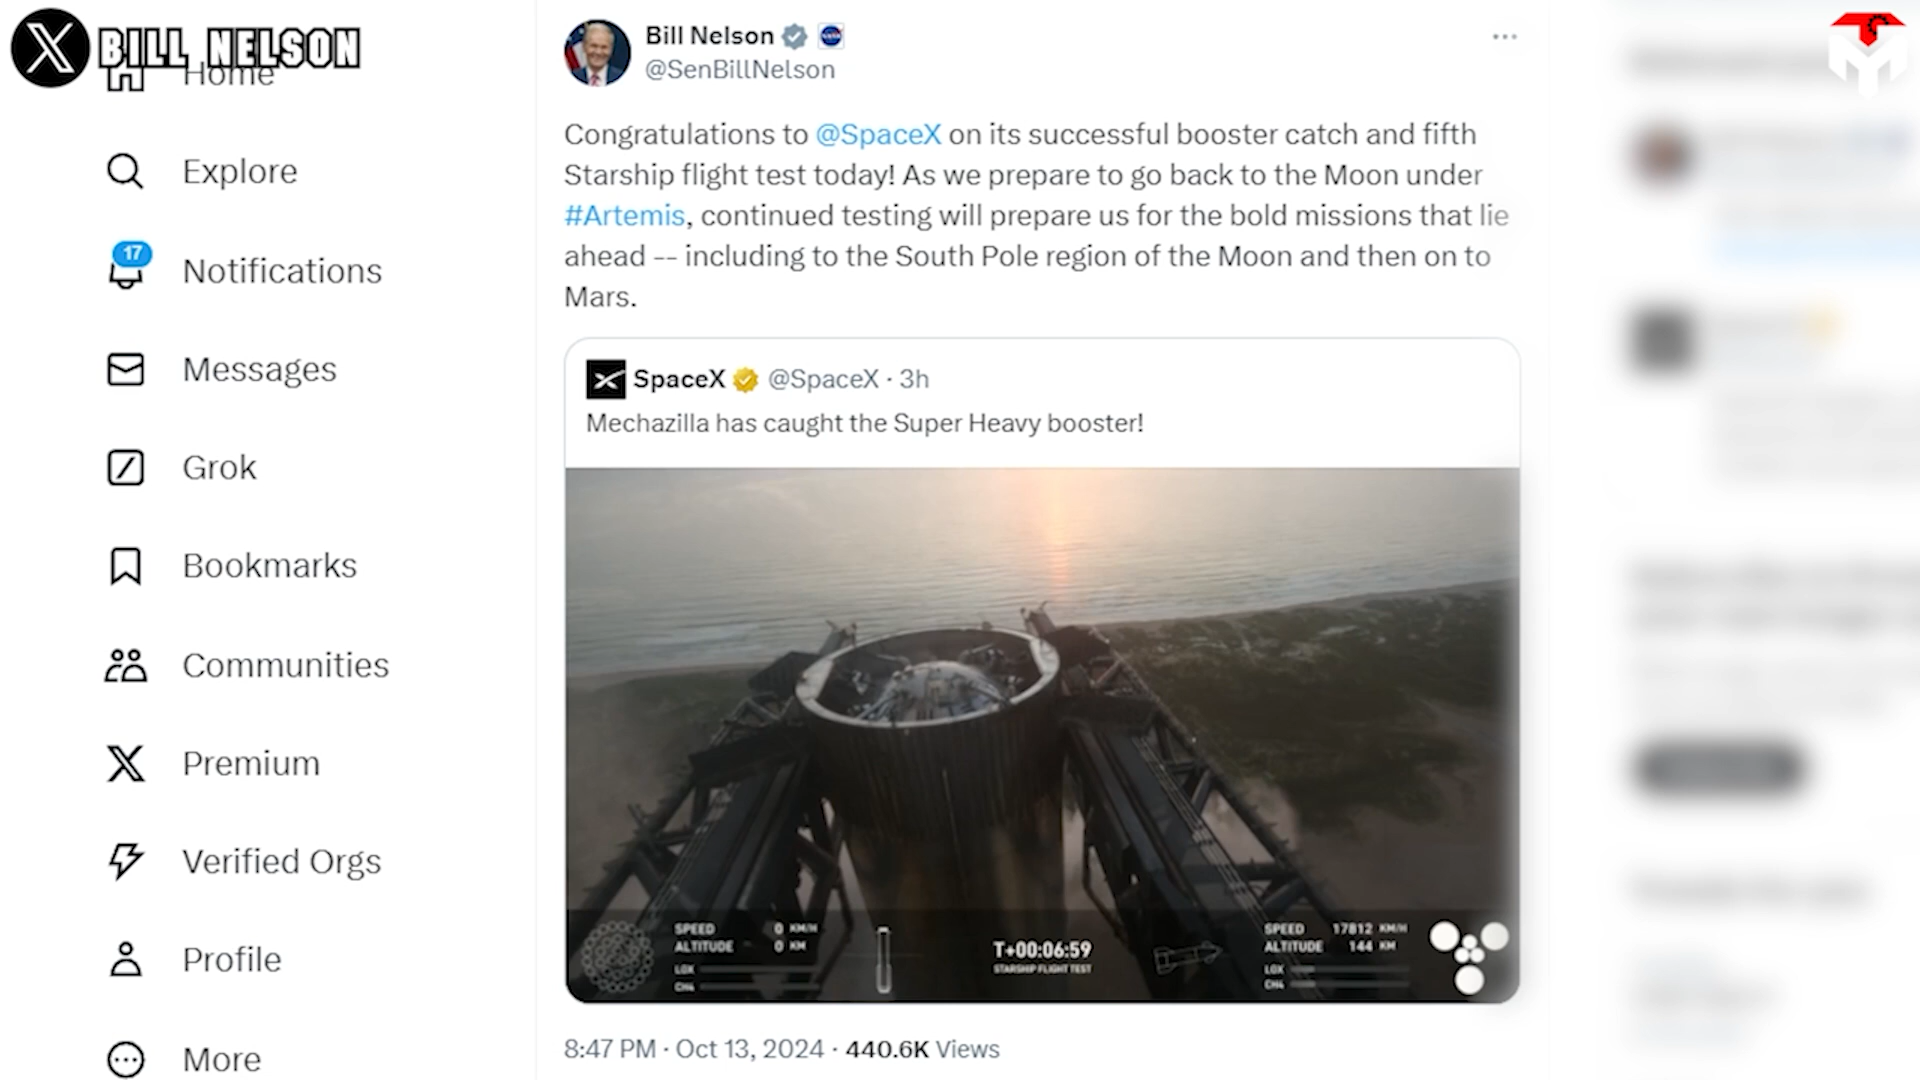 BILL NELSON
Home
Explore
17
Notifications
Messages
Grok
Bookmarks
Communities
Premium
Verified Orgs
Profile
More
Bill Nelson
@SenBillNelson
Congratulations to @SpaceX on its successful booster catch and fifth
Starship flight test today! As we prepare to go back to the Moon under
#Artemis, continued testing will prepare us for the bold missions that lie
ahead -- including to the South Pole region of the Moon and then on to
Mars.
SpaceX @SpaceX · 3h
Mechazilla has caught the Super Heavy booster!
SPEED 0 KM/H
ALTITUDE 0 KM
LOX
CH4
T+00:06:59
STARSHIP FLIGHT TEST
SPEED 17812 KM/H
ALTITUDE 144 KM
LOX
CH4
8:47 PM · Oct 13, 2024 · 440.6K Views